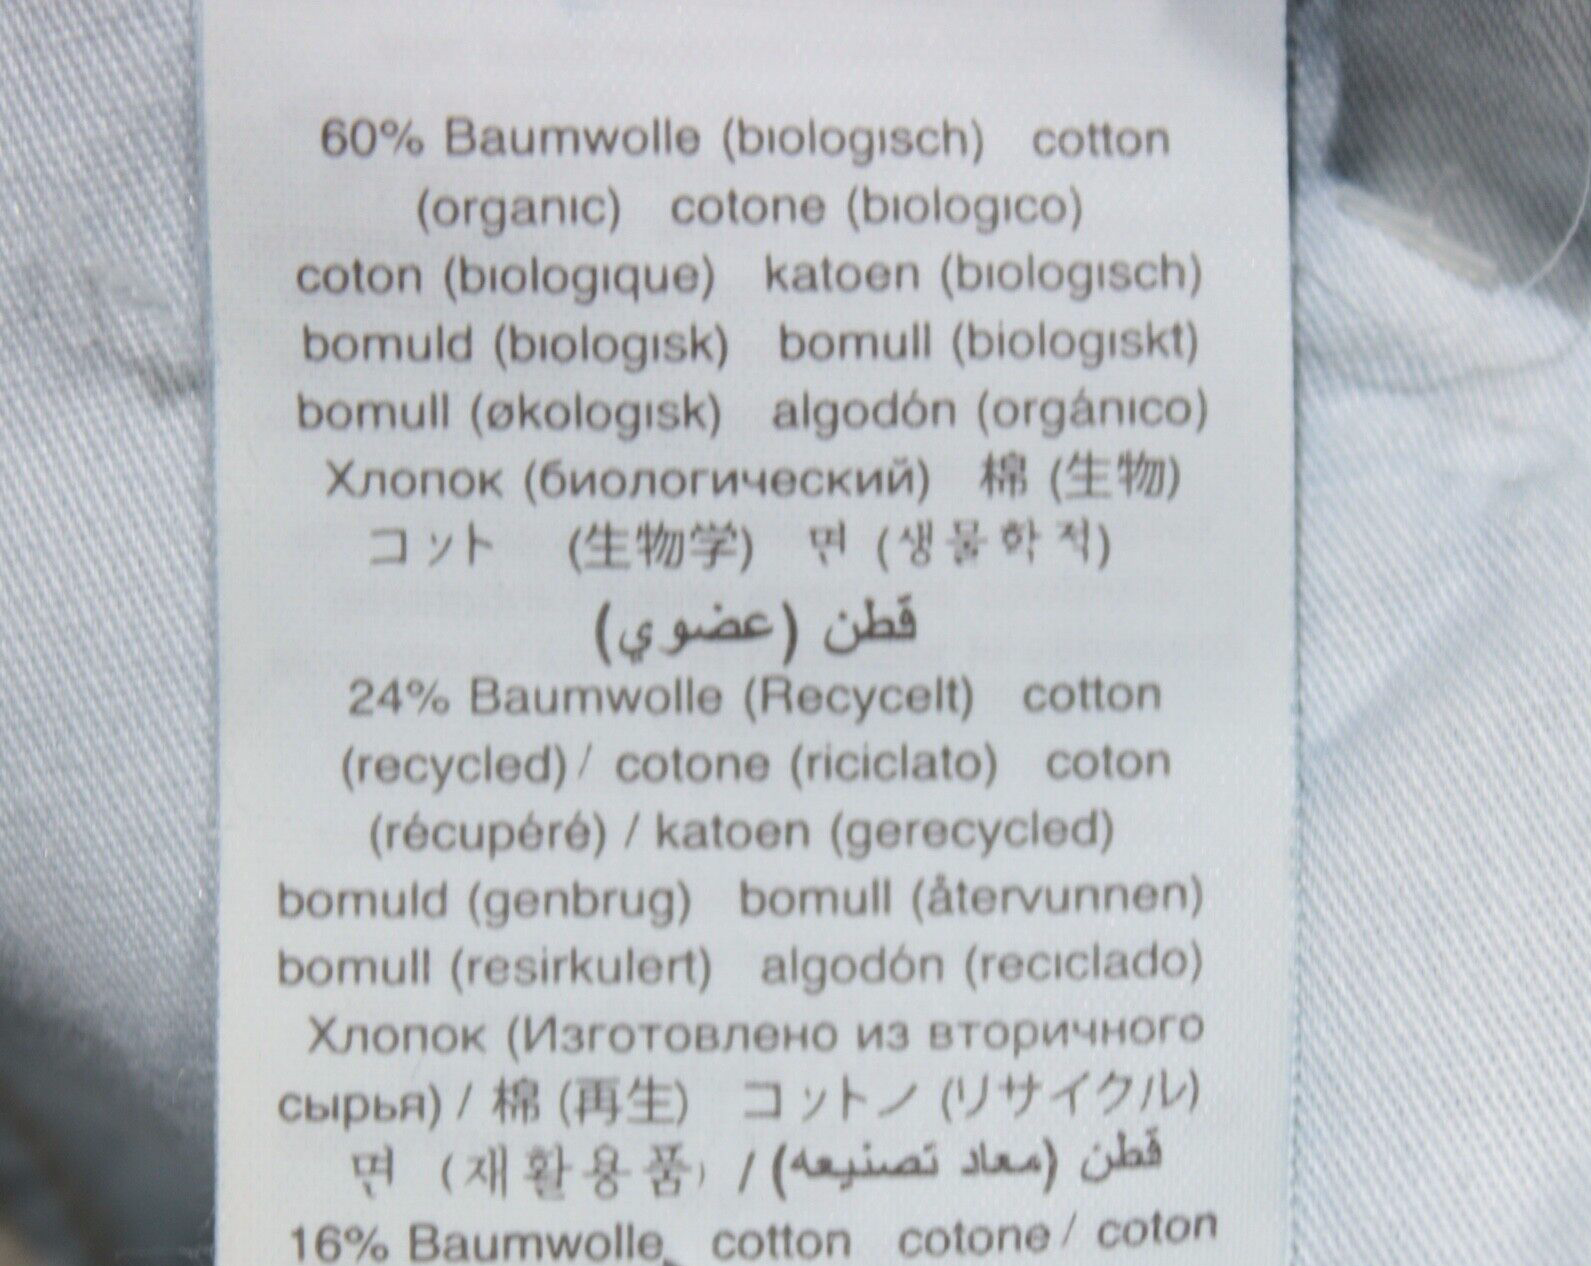 60% Baumwolle (biologisch) cotton
(organic) cotone (biologico)
coton (biologique) katoen (biologisch)
bomuld (biologisk) bomull (biologiskt)
bomull (økologisk) algodón (orgánico)
Хлопок (биологический) 棉 (生物)
コット (生物学) 면 (생물학적)
قطن (عضوي)
24% Baumwolle (Recycelt) cotton
(recycled) / cotone (riciclato) coton
(récupéré) / katoen (gerecycled)
bomuld (genbrug) bomull (återvunnen)
bomull (resirkulert) algodón (reciclado)
Хлопок (Изготовлено из вторичного
сырья) / 棉 (再生) コットノ (リサイクル)
면 (재활용품) / قطن (معاد تصنيعه)
16% Baumwolle cotton cotone / coton